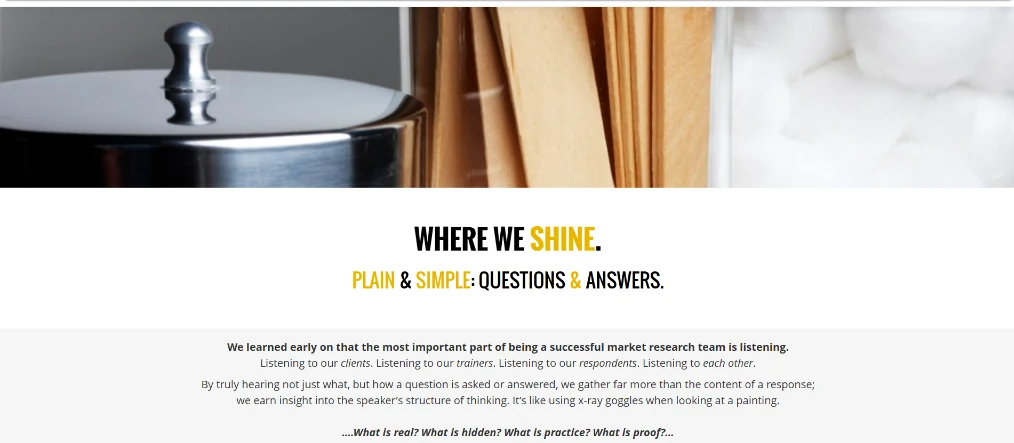 WHERE WE SHINE.
PLAIN & SIMPLE: QUESTIONS & ANSWERS.
We learned early on that the most important part of being a successful market research team is listening.
Listening to our clients. Listening to our trainers. Listening to our respondents. Listening to each other.
By truly hearing not just what, but how a question is asked or answered, we gather far more than the content of a response;
we earn insight into the speaker's structure of thinking. It's like using x-ray goggles when looking at a painting.
....What is real? What is hidden? What is practice? What is proof?...